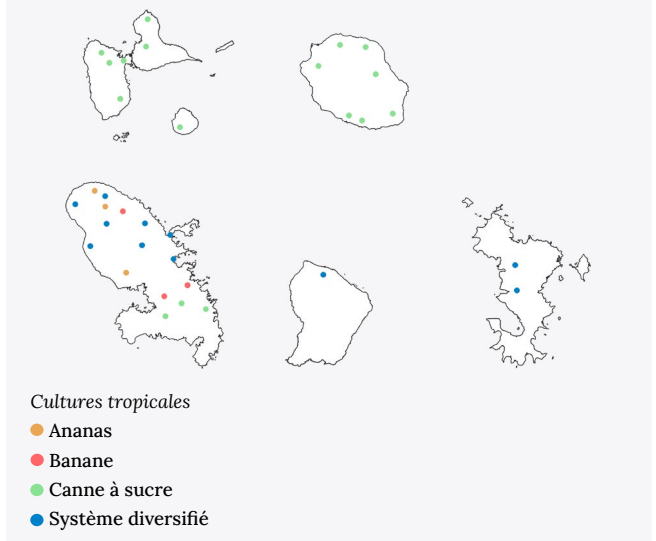 Cultures tropicales
Ananas
Banane
Canne à sucre
Système diversifié